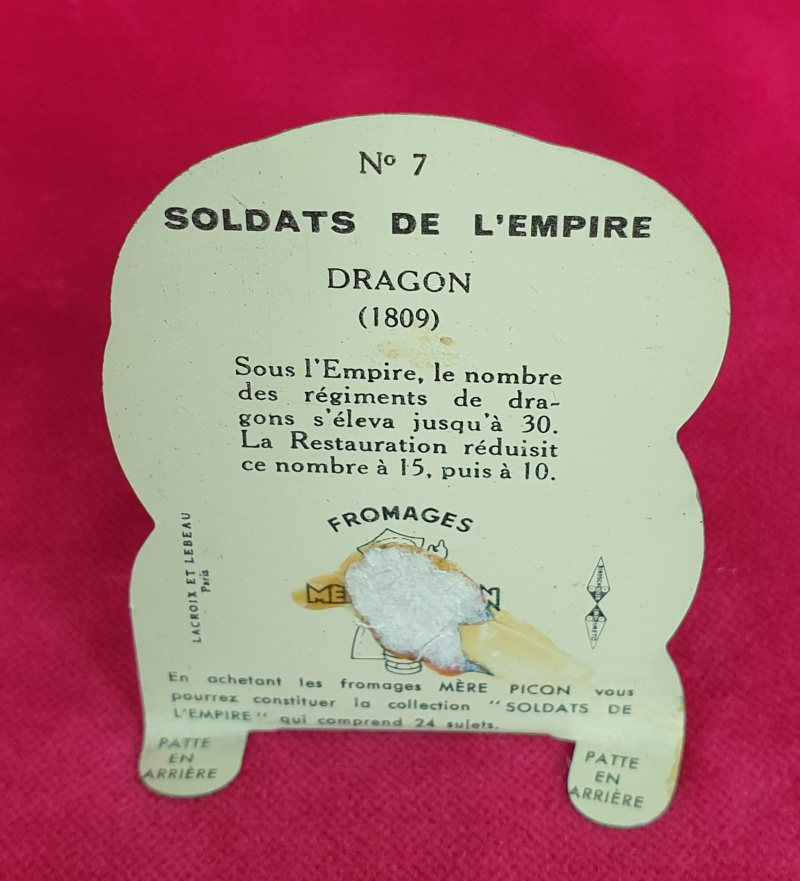 Nº 7
SOLDATS DE L'EMPIRE
DRAGON
(1809)
Sous l'Empire, le nombre
des régiments de dra-
gons s'éleva jusqu'à 30.
La Restauration réduisit
ce nombre à 15, puis à 10.
FROMAGES
LACROIX ET LEBEAU
Paris
En achetant les fromages MÈRE PICON vous
pourrez constituer la collection "SOLDATS DE
L'EMPIRE" qui comprend 24 sujets.
PATTE
EN
ARRIÈRE
PATTE
EN
ARRIÈRE